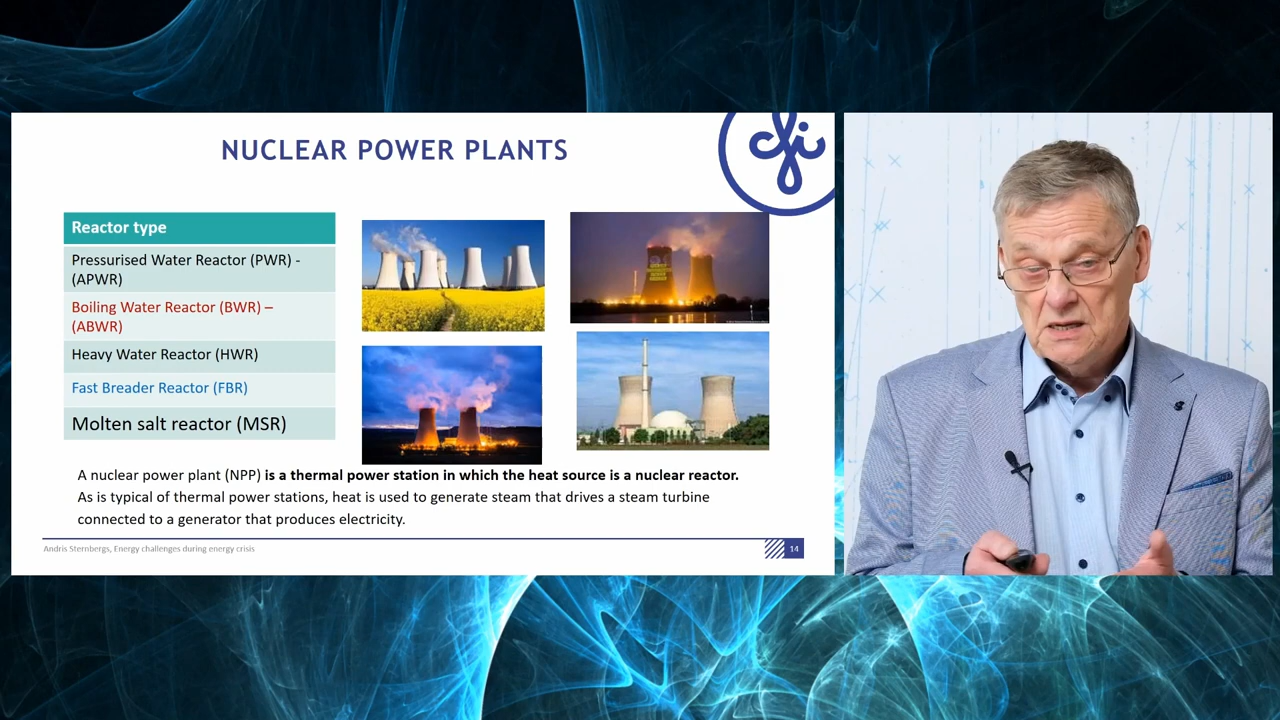 NUCLEAR POWER PLANTS
Reactor type
Pressurised Water Reactor (PWR) -
(APWR)
Boiling Water Reactor (BWR) –
(ABWR)
Heavy Water Reactor (HWR)
Fast Breader Reactor (FBR)
Molten salt reactor (MSR)
A nuclear power plant (NPP) is a thermal power station in which the heat source is a nuclear reactor.
As is typical of thermal power stations, heat is used to generate steam that drives a steam turbine
connected to a generator that produces electricity.
Andris Sternbergs, Energy challenges during energy crisis
14